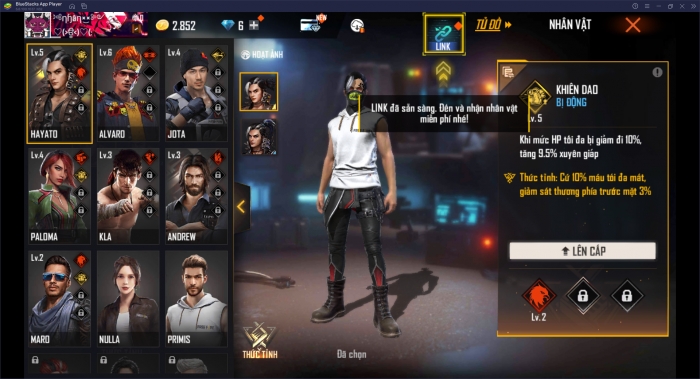 BlueStacks App Player
2.852
6
NEW
LINK
TỦ ĐỒ
NHÂN VẬT
Lv.5
HAYATO
Lv.6
ALVARO
Lv.4
JOTA
Lv.4
PALOMA
Lv.3
KLA
Lv.3
ANDREW
Lv.2
MARO
NULLA
PRIMIS
HOẠT ẢNH
LINK đã sẵn sàng. Đến và nhận nhân vật
miễn phí nhé!
THỨC TỈNH
Đã chọn
KHIÊN DAO
BỊ ĐỘNG
Lv.5
Khi mức HP tối đa bị giảm đi 10%,
tăng 9.5% xuyên giáp
Thức tỉnh: Cứ 10% máu tối đa mất,
giảm sát thương phía trước mặt 3%
LÊN CẤP
Lv.2